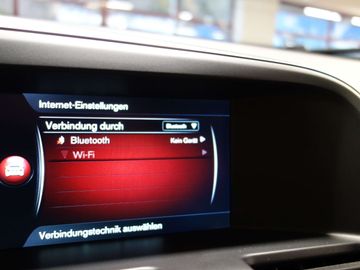 Internet-Einstellungen
Verbindung durch Bluetooth
Bluetooth Kein Gerät
Wi-Fi
Verbindungstechnik auswählen